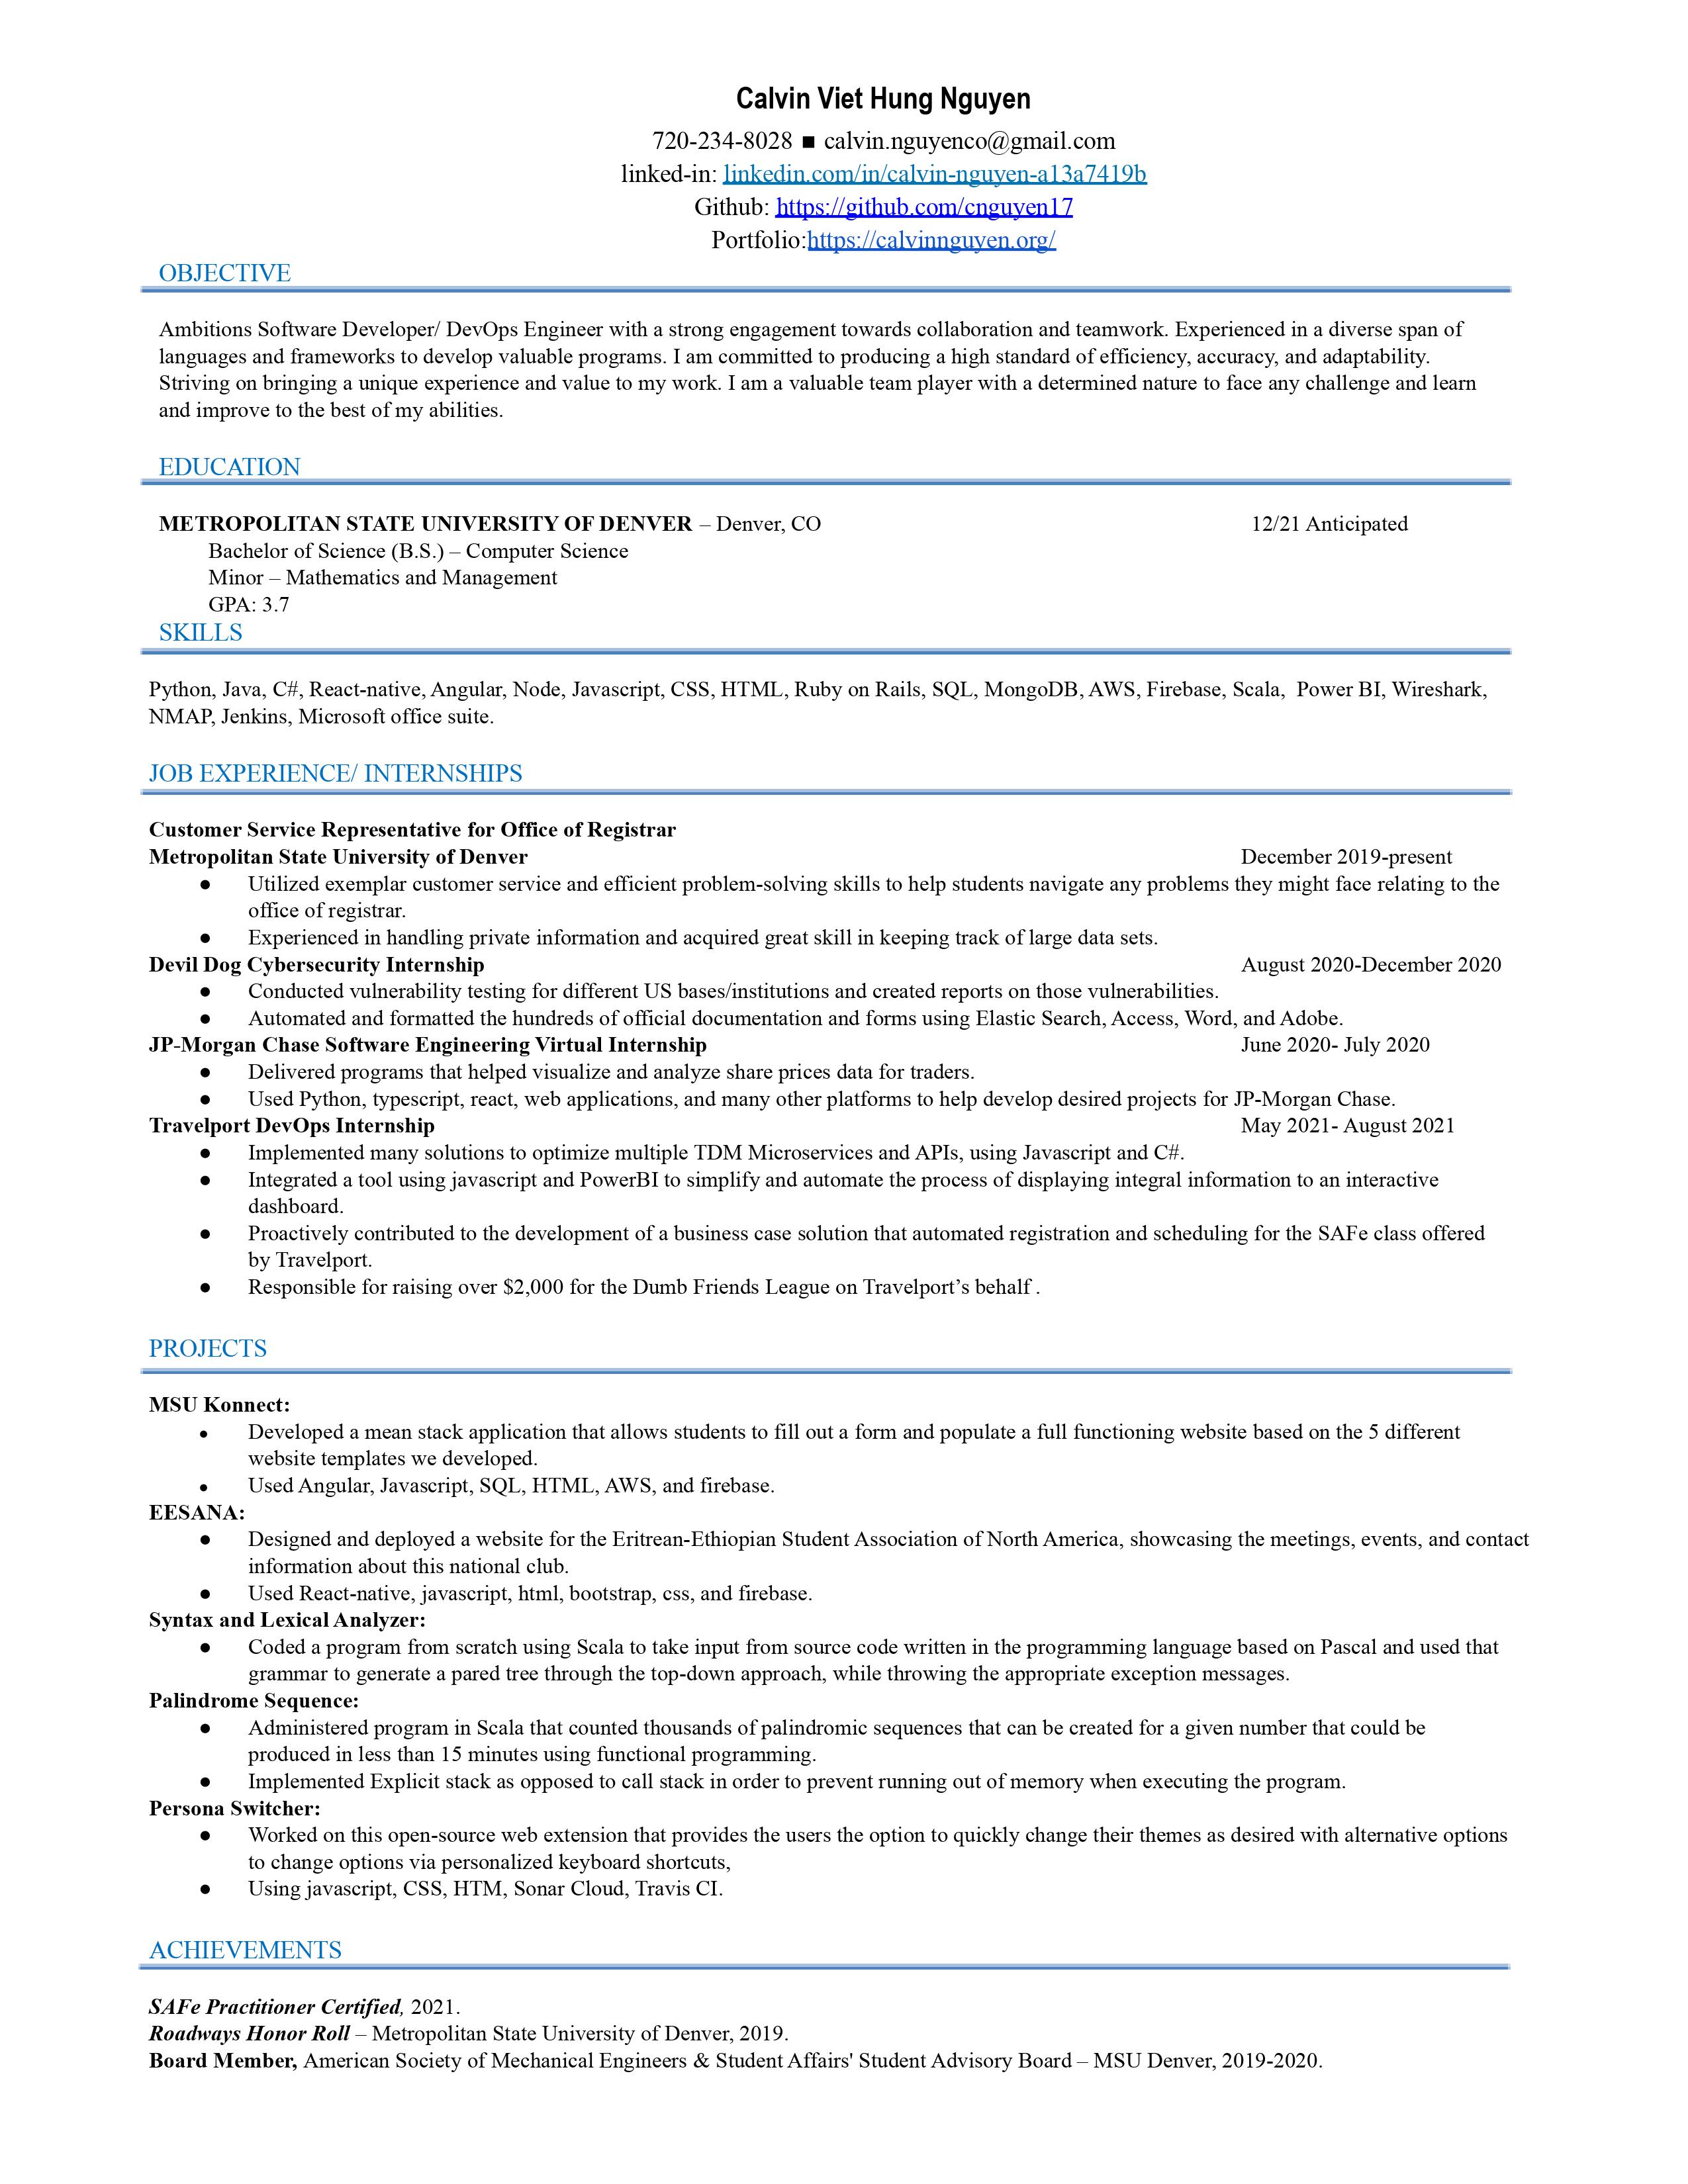 Calvin Viet Hung Nguyen
720-234-8028 ■ calvin.nguyenco@gmail.com
linked-in: linkedin.com/in/calvin-nguyen-a13a7419b
Github: https://github.com/cnguyen17
Portfolio:https://calvinnguyen.org/
OBJECTIVE
Ambitions Software Developer/ DevOps Engineer with a strong engagement towards collaboration and teamwork. Experienced in a diverse span of
languages and frameworks to develop valuable programs. I am committed to producing a high standard of efficiency, accuracy, and adaptability.
Striving on bringing a unique experience and value to my work. I am a valuable team player with a determined nature to face any challenge and learn
and improve to the best of my abilities.
EDUCATION
METROPOLITAN STATE UNIVERSITY OF DENVER – Denver, CO 12/21 Anticipated
Bachelor of Science (B.S.) – Computer Science
Minor – Mathematics and Management
GPA: 3.7
SKILLS
Python, Java, C#, React-native, Angular, Node, Javascript, CSS, HTML, Ruby on Rails, SQL, MongoDB, AWS, Firebase, Scala, Power BI, Wireshark,
NMAP, Jenkins, Microsoft office suite.
JOB EXPERIENCE/ INTERNSHIPS
Customer Service Representative for Office of Registrar
Metropolitan State University of Denver December 2019-present
● Utilized exemplar customer service and efficient problem-solving skills to help students navigate any problems they might face relating to the
office of registrar.
● Experienced in handling private information and acquired great skill in keeping track of large data sets.
Devil Dog Cybersecurity Internship August 2020-December 2020
● Conducted vulnerability testing for different US bases/institutions and created reports on those vulnerabilities.
● Automated and formatted the hundreds of official documentation and forms using Elastic Search, Access, Word, and Adobe.
JP-Morgan Chase Software Engineering Virtual Internship June 2020- July 2020
● Delivered programs that helped visualize and analyze share prices data for traders.
● Used Python, typescript, react, web applications, and many other platforms to help develop desired projects for JP-Morgan Chase.
Travelport DevOps Internship May 2021- August 2021
● Implemented many solutions to optimize multiple TDM Microservices and APIs, using Javascript and C#.
● Integrated a tool using javascript and PowerBI to simplify and automate the process of displaying integral information to an interactive
dashboard.
● Proactively contributed to the development of a business case solution that automated registration and scheduling for the SAFe class offered
by Travelport.
● Responsible for raising over $2,000 for the Dumb Friends League on Travelport’s behalf .
PROJECTS
MSU Konnect:
● Developed a mean stack application that allows students to fill out a form and populate a full functioning website based on the 5 different
website templates we developed.
● Used Angular, Javascript, SQL, HTML, AWS, and firebase.
EESANA:
● Designed and deployed a website for the Eritrean-Ethiopian Student Association of North America, showcasing the meetings, events, and contact
information about this national club.
● Used React-native, javascript, html, bootstrap, css, and firebase.
Syntax and Lexical Analyzer:
● Coded a program from scratch using Scala to take input from source code written in the programming language based on Pascal and used that
grammar to generate a pared tree through the top-down approach, while throwing the appropriate exception messages.
Palindrome Sequence:
● Administered program in Scala that counted thousands of palindromic sequences that can be created for a given number that could be
produced in less than 15 minutes using functional programming.
● Implemented Explicit stack as opposed to call stack in order to prevent running out of memory when executing the program.
Persona Switcher:
● Worked on this open-source web extension that provides the users the option to quickly change their themes as desired with alternative options
to change options via personalized keyboard shortcuts,
● Using javascript, CSS, HTM, Sonar Cloud, Travis CI.
ACHIEVEMENTS
SAFe Practitioner Certified, 2021.
Roadways Honor Roll – Metropolitan State University of Denver, 2019.
Board Member, American Society of Mechanical Engineers & Student Affairs' Student Advisory Board – MSU Denver, 2019-2020.